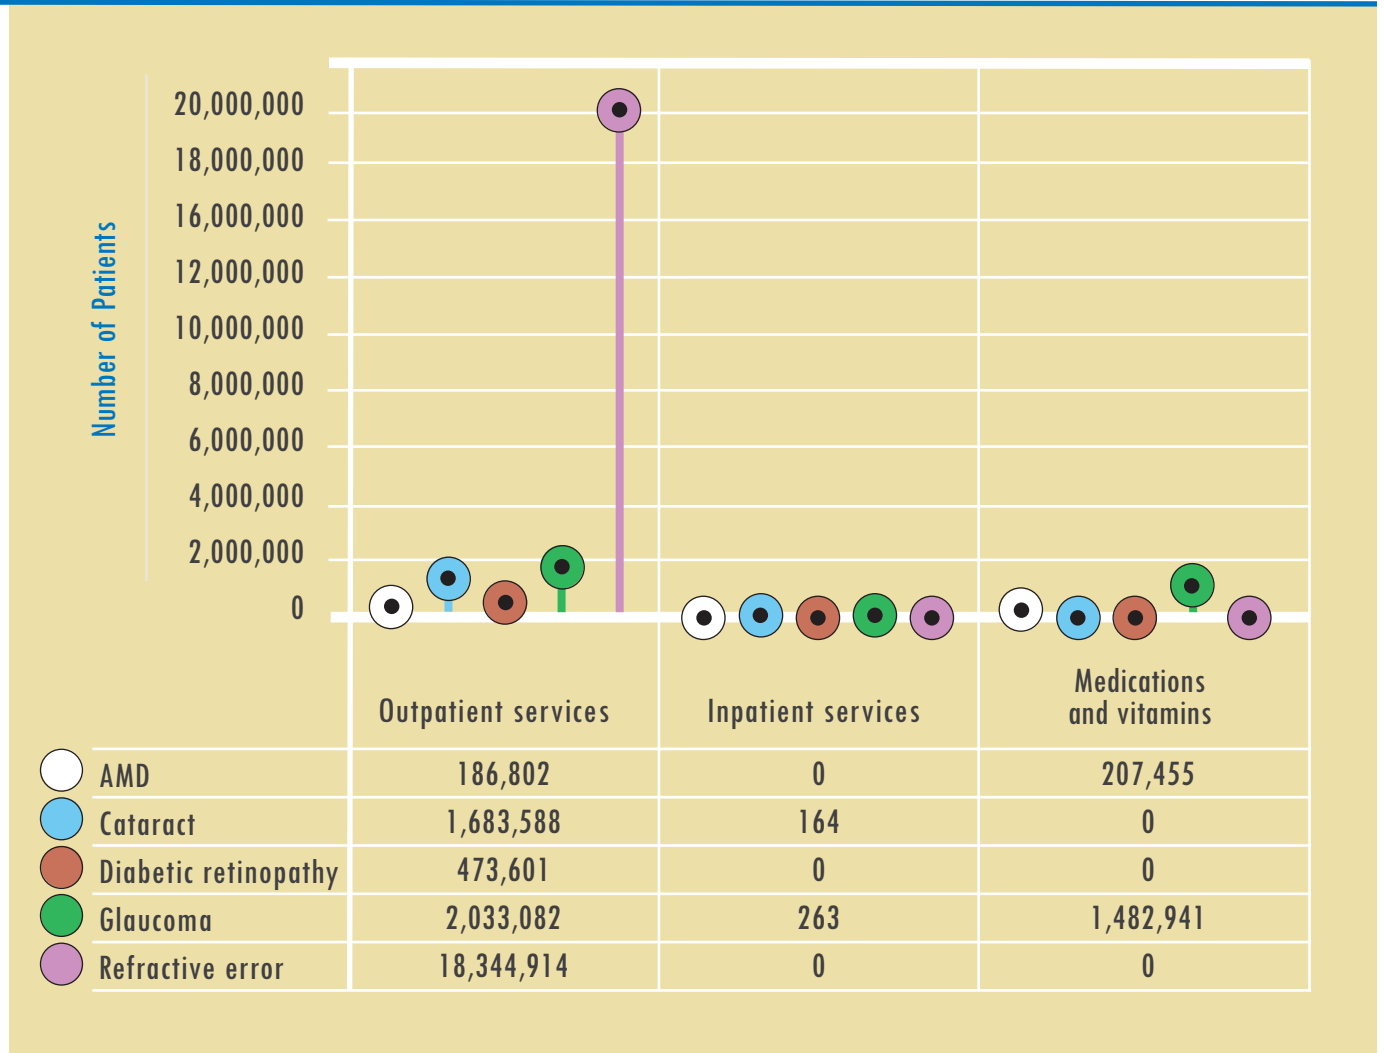 Number of Patients
20,000,000
18,000,000
16,000,000
12,000,000
10,000,000
8,000,000
6,000,000
4,000,000
2,000,000
0
Outpatient services
Inpatient services
Medications
and vitamins
AMD 186,802 0 207,455
Cataract 1,683,588 164 0
Diabetic retinopathy 473,601 0 0
Glaucoma 2,033,082 263 1,482,941
Refractive error 18,344,914 0 0